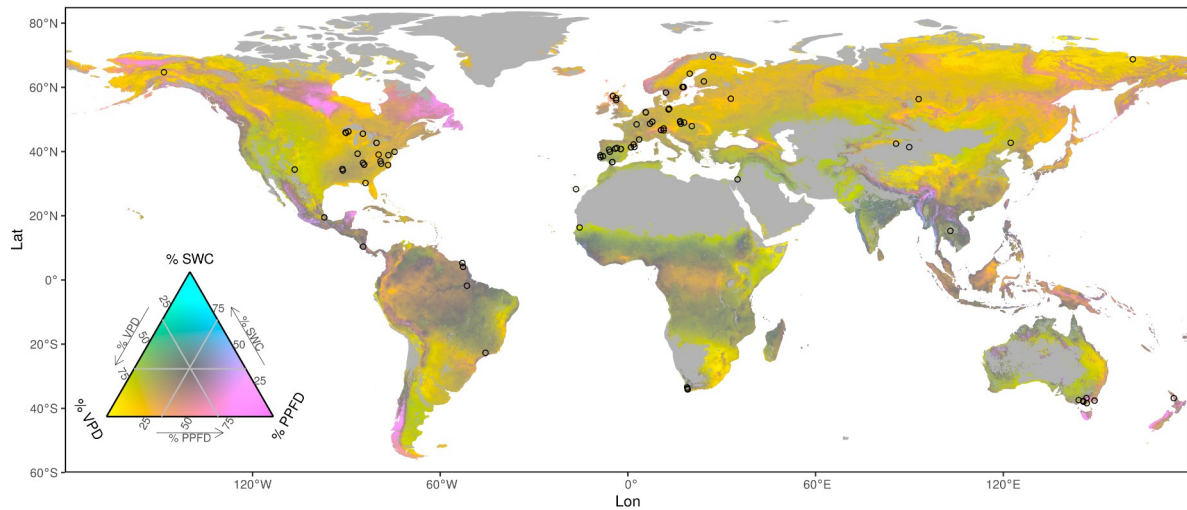 80°N
60°N
40°N
20°N
0°
20°S
40°S
60°S
Lat
% SWC
25
75
% VPD
% SWC
50
50
75
25
% VPD
25
50
75
% PPFD
% PPFD
120°W
60°W
0°
60°E
120°E
Lon